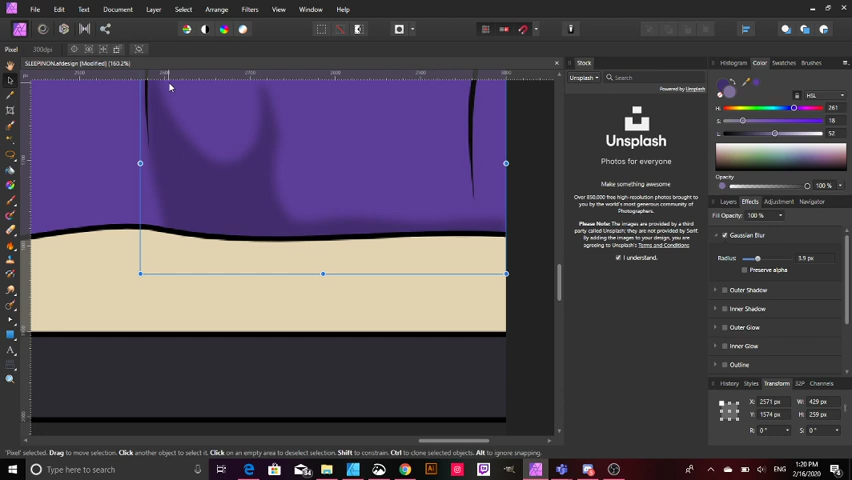 File Edit Text Document Layer Select Arrange Filters View Window Help
Pixel 300dpi
SLEEPINON.afdesign [Modified] (160.2%)
Stock
Unsplash Search
Powered by Unsplash
Unsplash
Photos for everyone
Make something awesome
Over 850,000 free high-resolution photos brought to you by the world's most generous community of Photographers.
Please Note: The images are provided by a third party called Unsplash; they are not provided by Serif. By adding the images to your design, you are agreeing to Unsplash's Terms and Conditions
I understand.
Histogram Color Swatches Brushes
HSL
H: 261
S: 18
L: 52
100 %
Layers Effects Adjustment Navigator
Fill Opacity: 100 %
Gaussian Blur
Radius: 3.9 px
Preserve alpha
Outer Shadow
Inner Shadow
Outer Glow
Inner Glow
Outline
History Styles Transform 32P Channels
X: 2571 px W: 429 px
Y: 1574 px H: 259 px
R: 0 ° S: 0 °
'Pixel' selected. Drag to move selection. Click another object to select it. Click on an empty area to deselect selection. Shift to constrain. Ctrl to clone selected objects. Alt to ignore snapping.
Type here to search
ENG
1:20 PM
2/16/2020